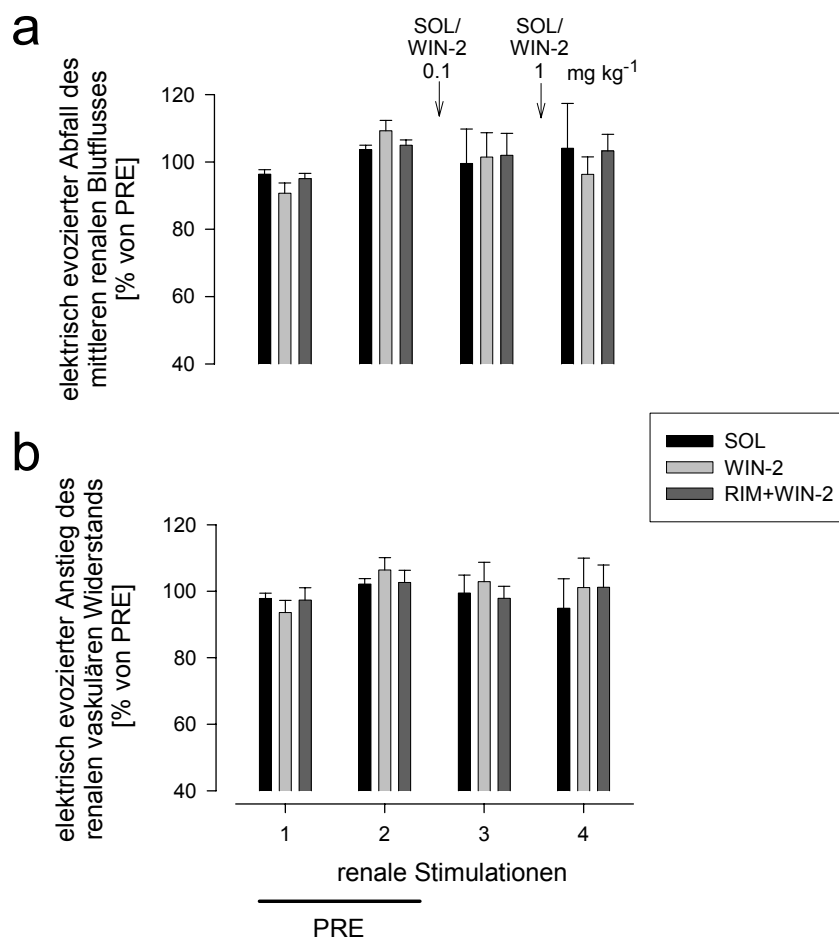 a
SOL/
WIN-2
0.1
SOL/
WIN-2
1
mg kg⁻¹
elektrisch evozierter Abfall des
mittleren renalen Blutflusses
[% von PRE]
120
100
80
60
40
SOL
WIN-2
RIM+WIN-2
b
elektrisch evozierter Anstieg des
renalen vaskulären Widerstands
[% von PRE]
120
100
80
60
40
1 2 3 4
renale Stimulationen
PRE